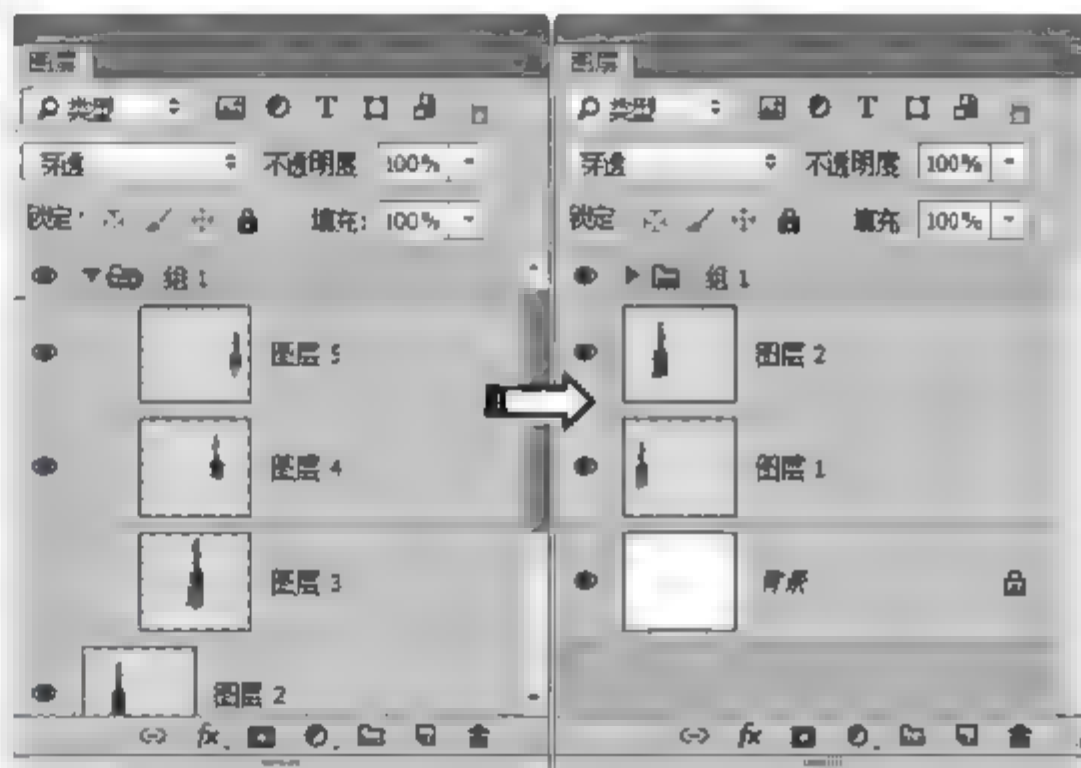 图层
类型 T
穿透 不透明度 100%
锁定: 填充: 100%
组 1
图层 5
图层 4
图层 3
图层 2
fx
图层
类型 T
穿透 不透明度 100%
锁定 填充 100%
组 1
图层 2
图层 1
背景
fx